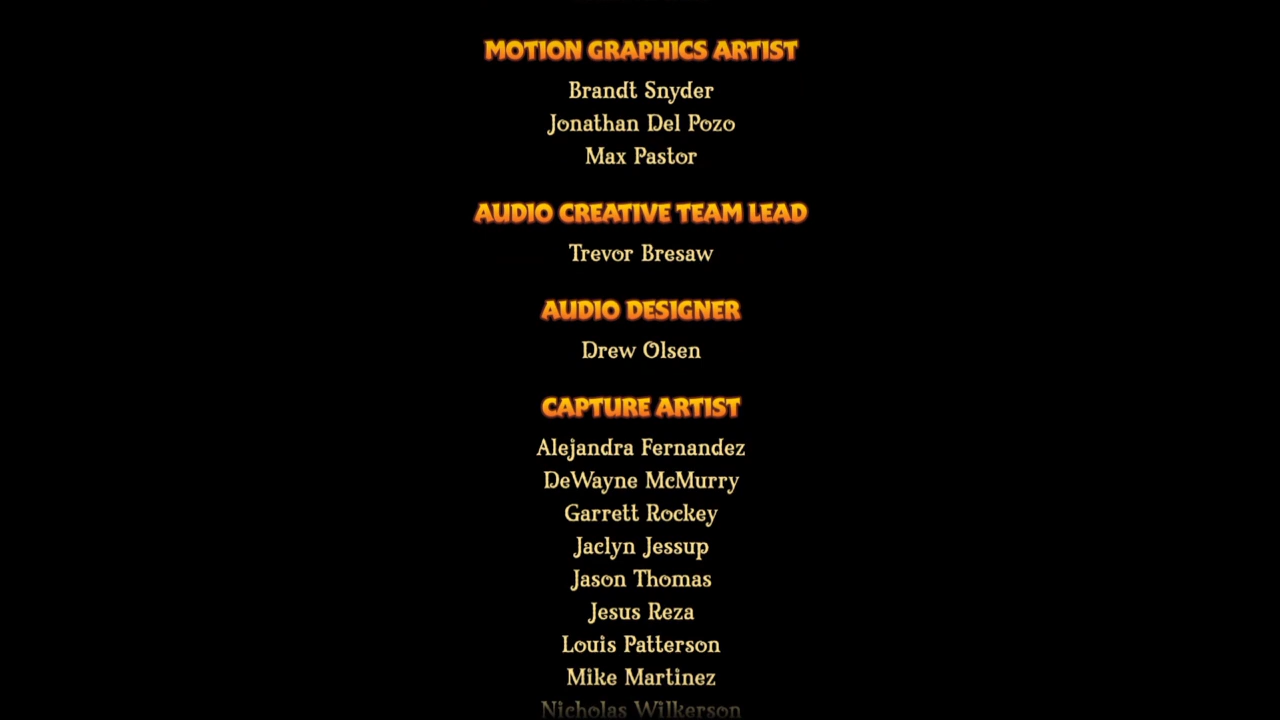 MOTION GRAPHICS ARTIST
Brandt Snyder
Jonathan Del Pozo
Max Pastor
AUDIO CREATIVE TEAM LEAD
Trevor Bresaw
AUDIO DESIGNER
Drew Olsen
CAPTURE ARTIST
Alejandra Fernandez
DeWayne McMurry
Garrett Rockey
Jaclyn Jessup
Jason Thomas
Jesus Reza
Louis Patterson
Mike Martinez
Nicholas Wilkerson